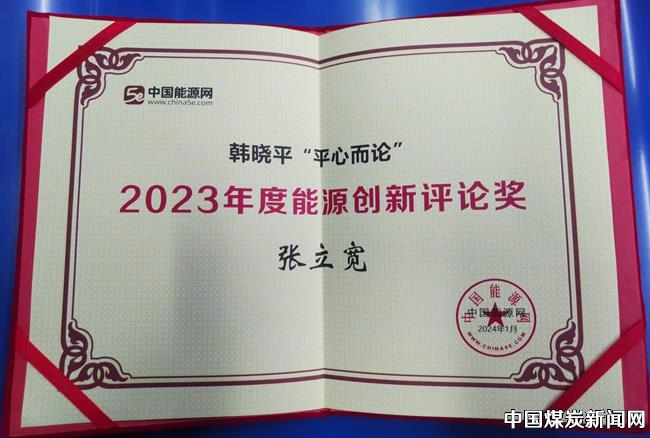 5e 中国能源网
www.china5e.com
韩晓平“平心而论”
2023年度能源创新评论奖
张立宽
中国能源网
中国能源网
2024年1月
WWW.CHINA5E.COM
中国煤炭新闻网